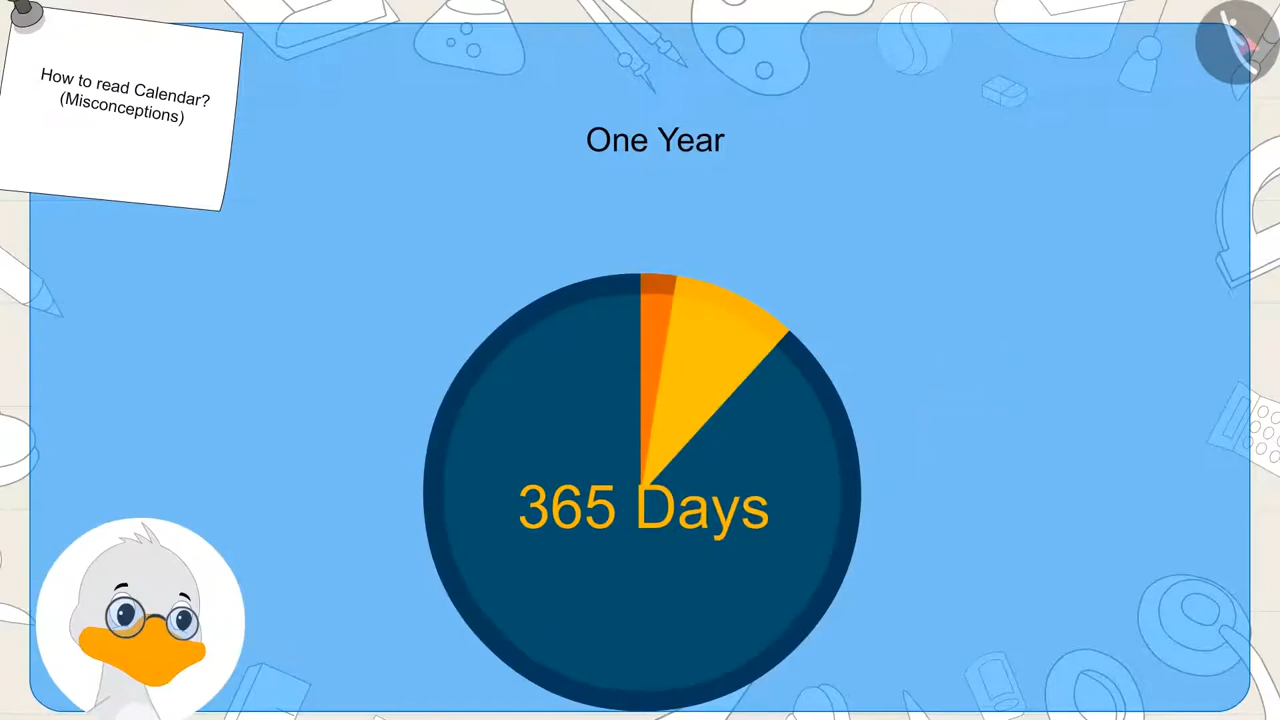 How to read Calendar?
(Misconceptions)
One Year
365 Days